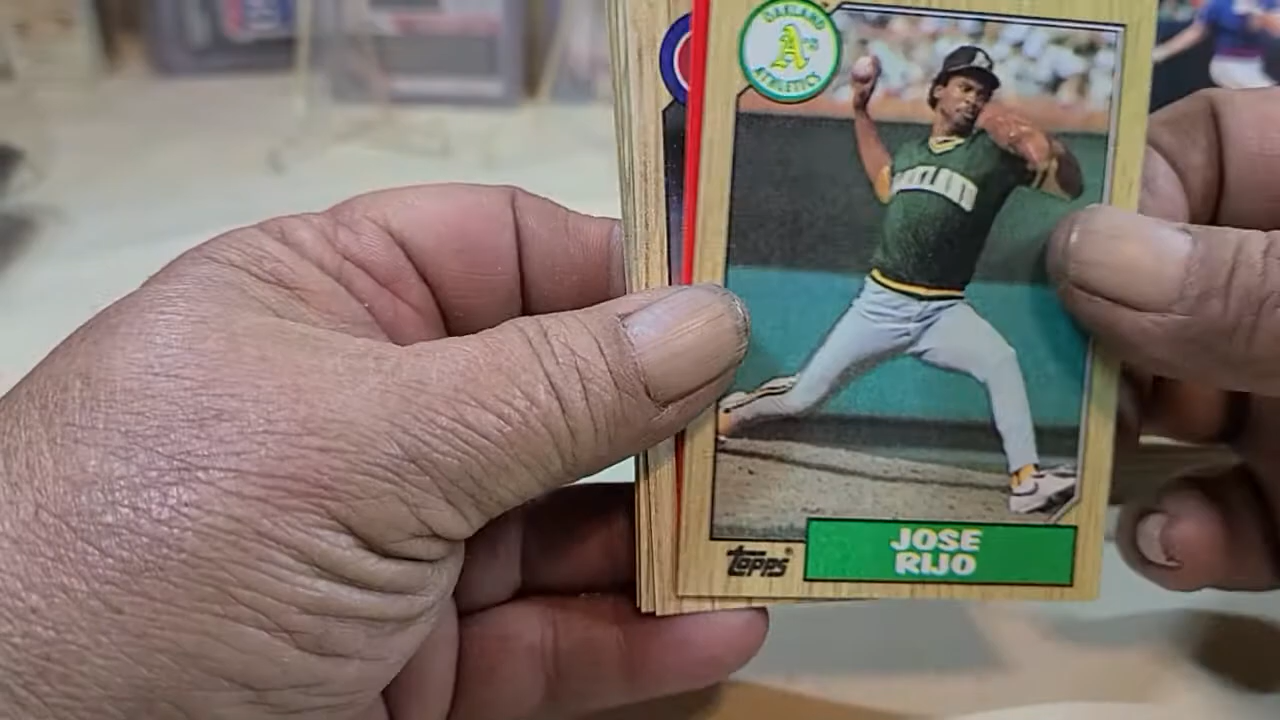 OAKLAND
A's
ATHLETICS
OAKLAND
JOSE
RIJO
Topps®